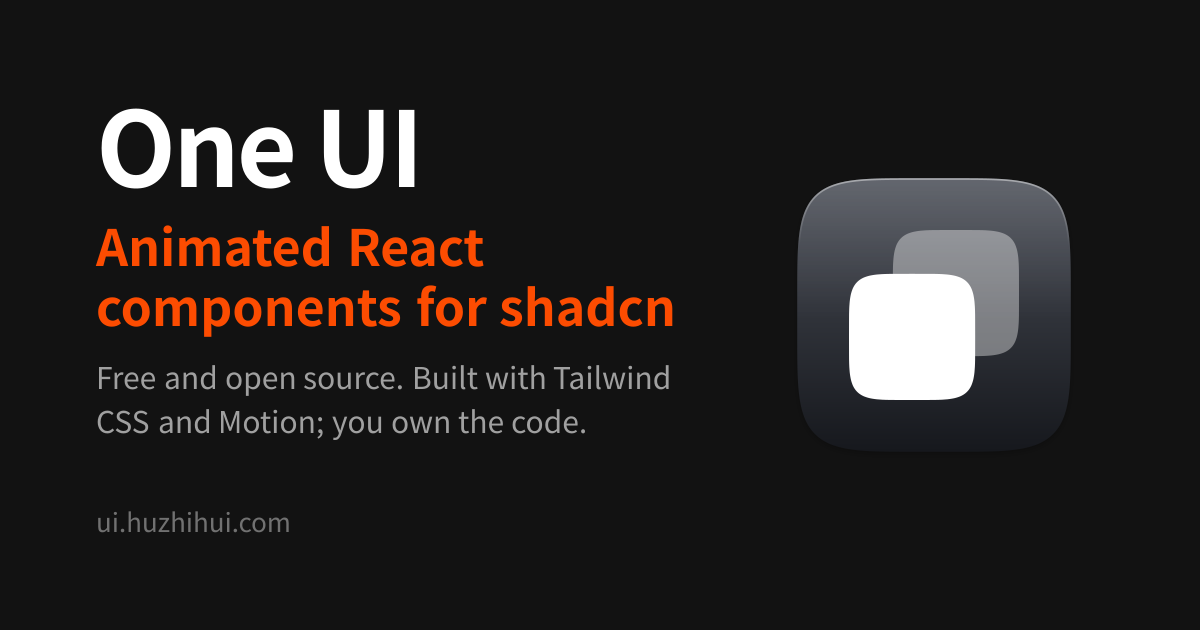 One UI
Animated React
components for shadcn
Free and open source. Built with Tailwind
CSS and Motion; you own the code.
ui.huzhihui.com